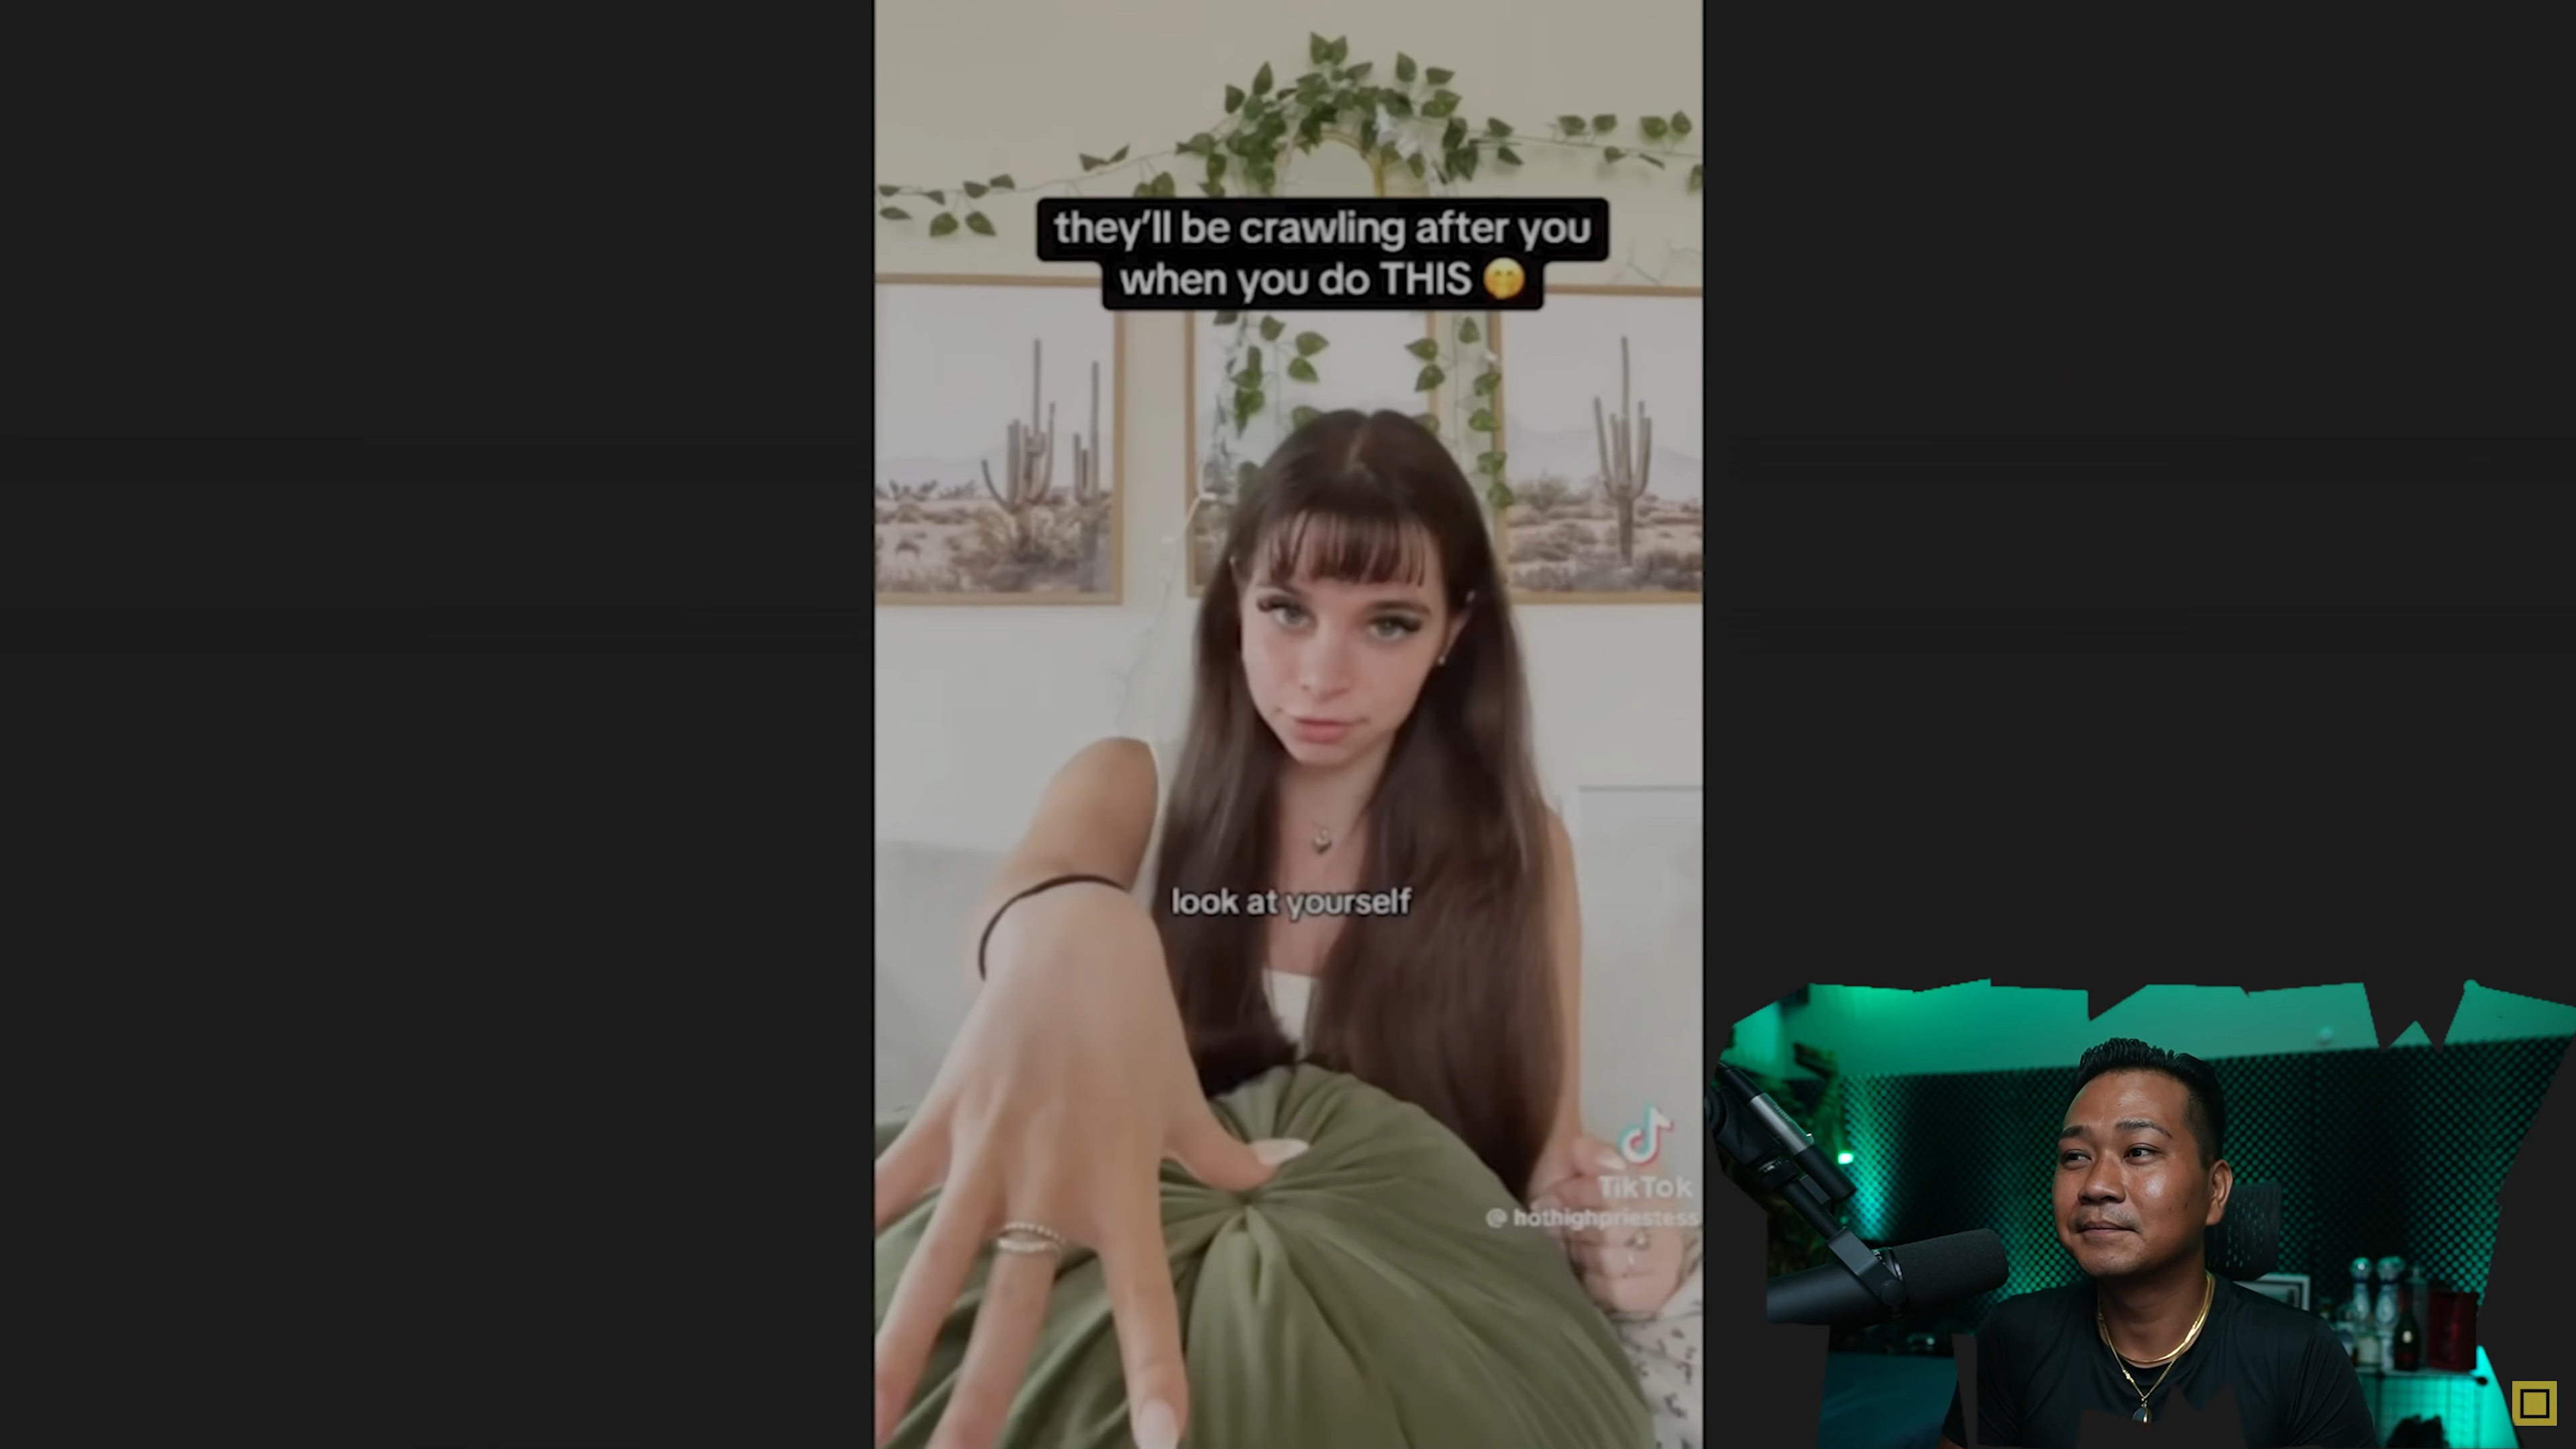 they'll be crawling after you
when you do THIS 🤭
look at yourself
TikTok
@ hothighpriestess